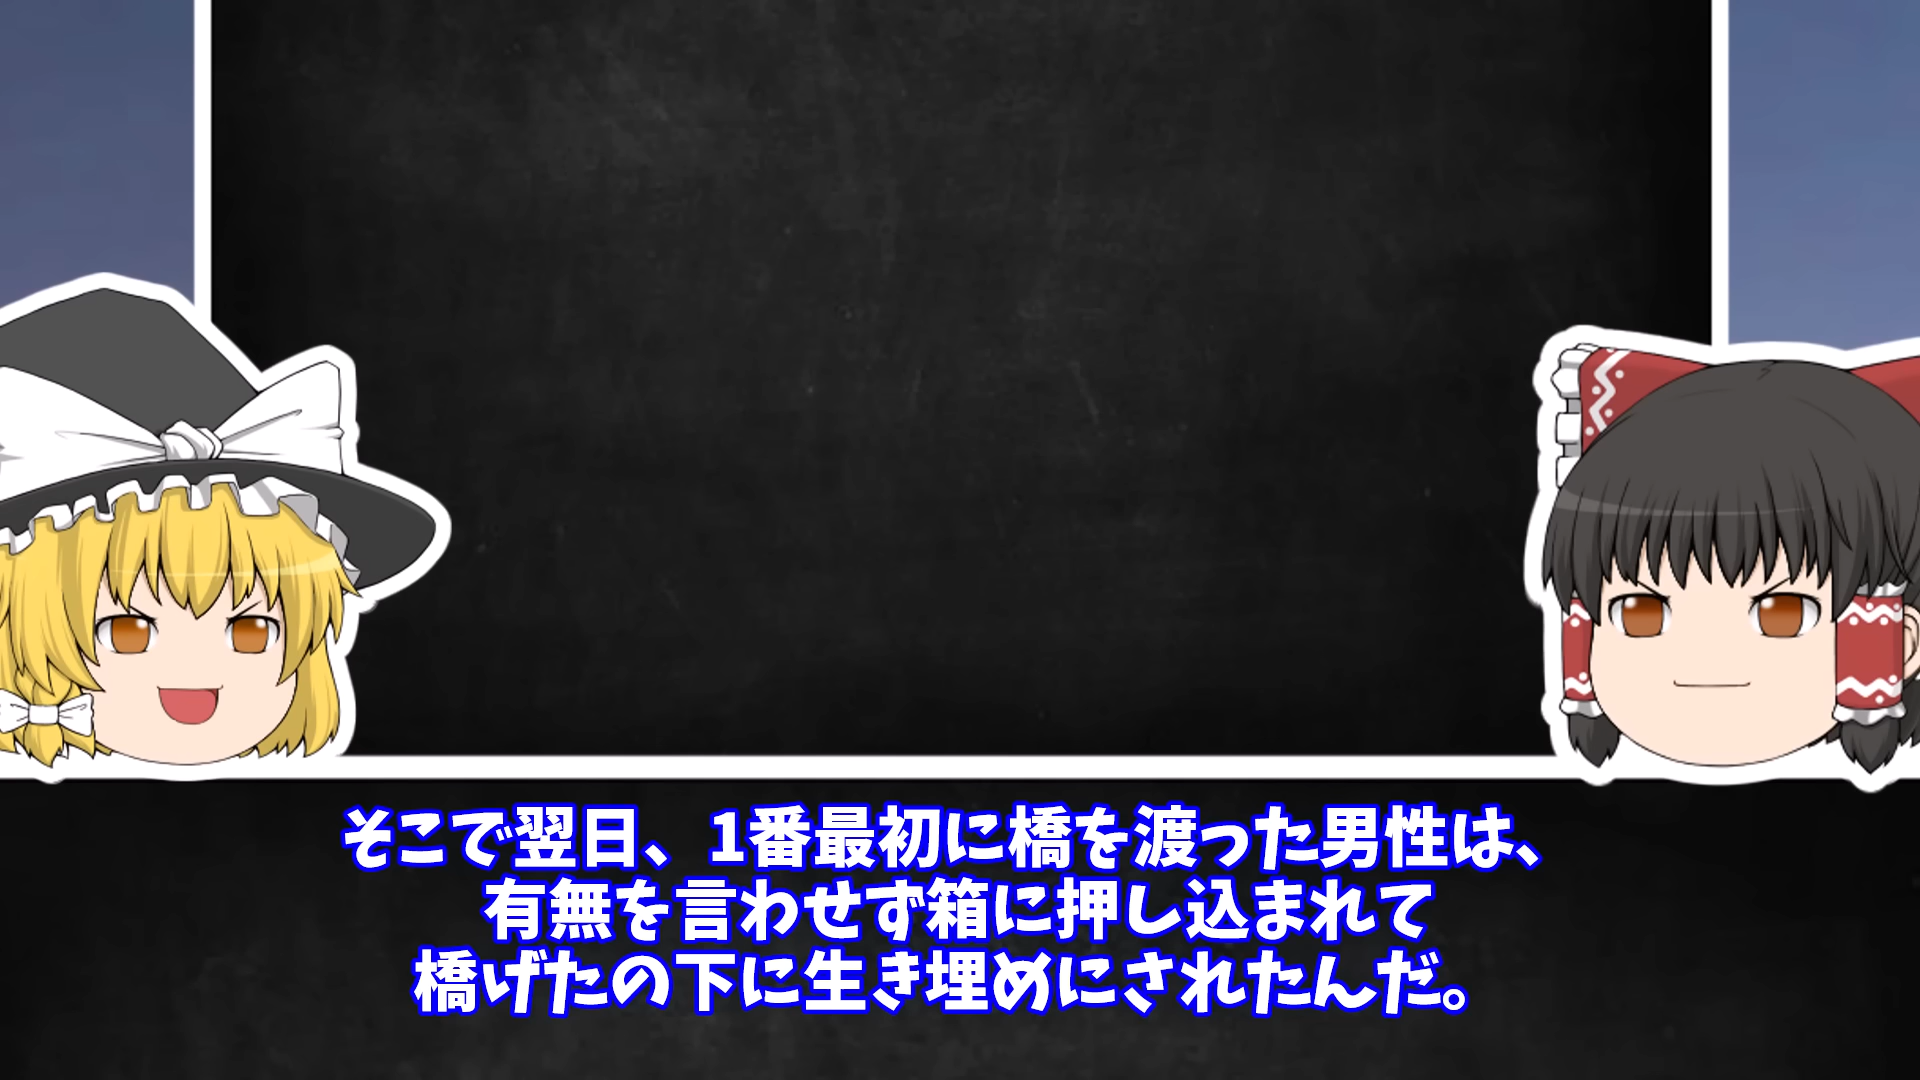 そこで翌日、1番最初に橋を渡った男性は、
有無を言わせず箱に押し込まれて
橋げたの下に生き埋めにされたんだ。